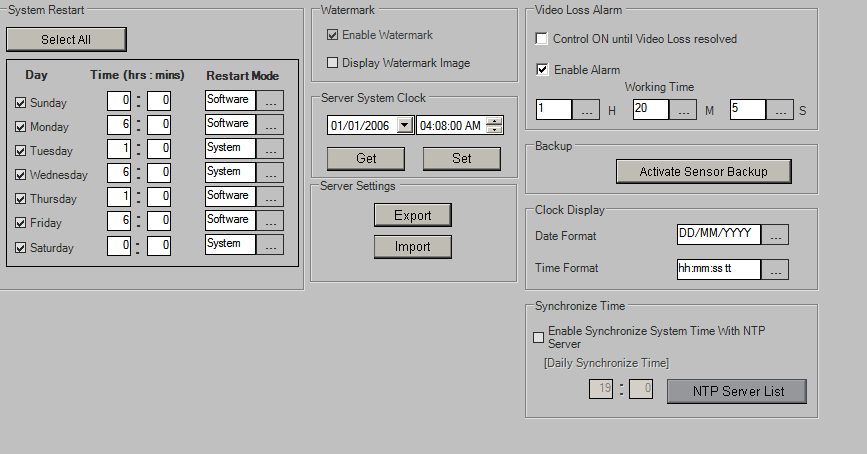 System Restart
Select All
Day Time (hrs : mins) Restart Mode
Sunday 0 : 0 Software ...
Monday 6 : 0 Software ...
Tuesday 1 : 0 System ...
Wednesday 6 : 0 System ...
Thursday 1 : 0 Software ...
Friday 6 : 0 Software ...
Saturday 0 : 0 System ...
Watermark
Enable Watermark
Display Watermark Image
Server System Clock
01/01/2006 04:08:00 AM
Get Set
Server Settings
Export
Import
Video Loss Alarm
Control ON until Video Loss resolved
Enable Alarm
Working Time
1 ... H 20 ... M 5 ... S
Backup
Activate Sensor Backup
Clock Display
Date Format DD/MM/YYYY ...
Time Format hh:mm:ss tt ...
Synchronize Time
Enable Synchronize System Time With NTP
Server
[Daily Synchronize Time]
19 : 0 NTP Server List